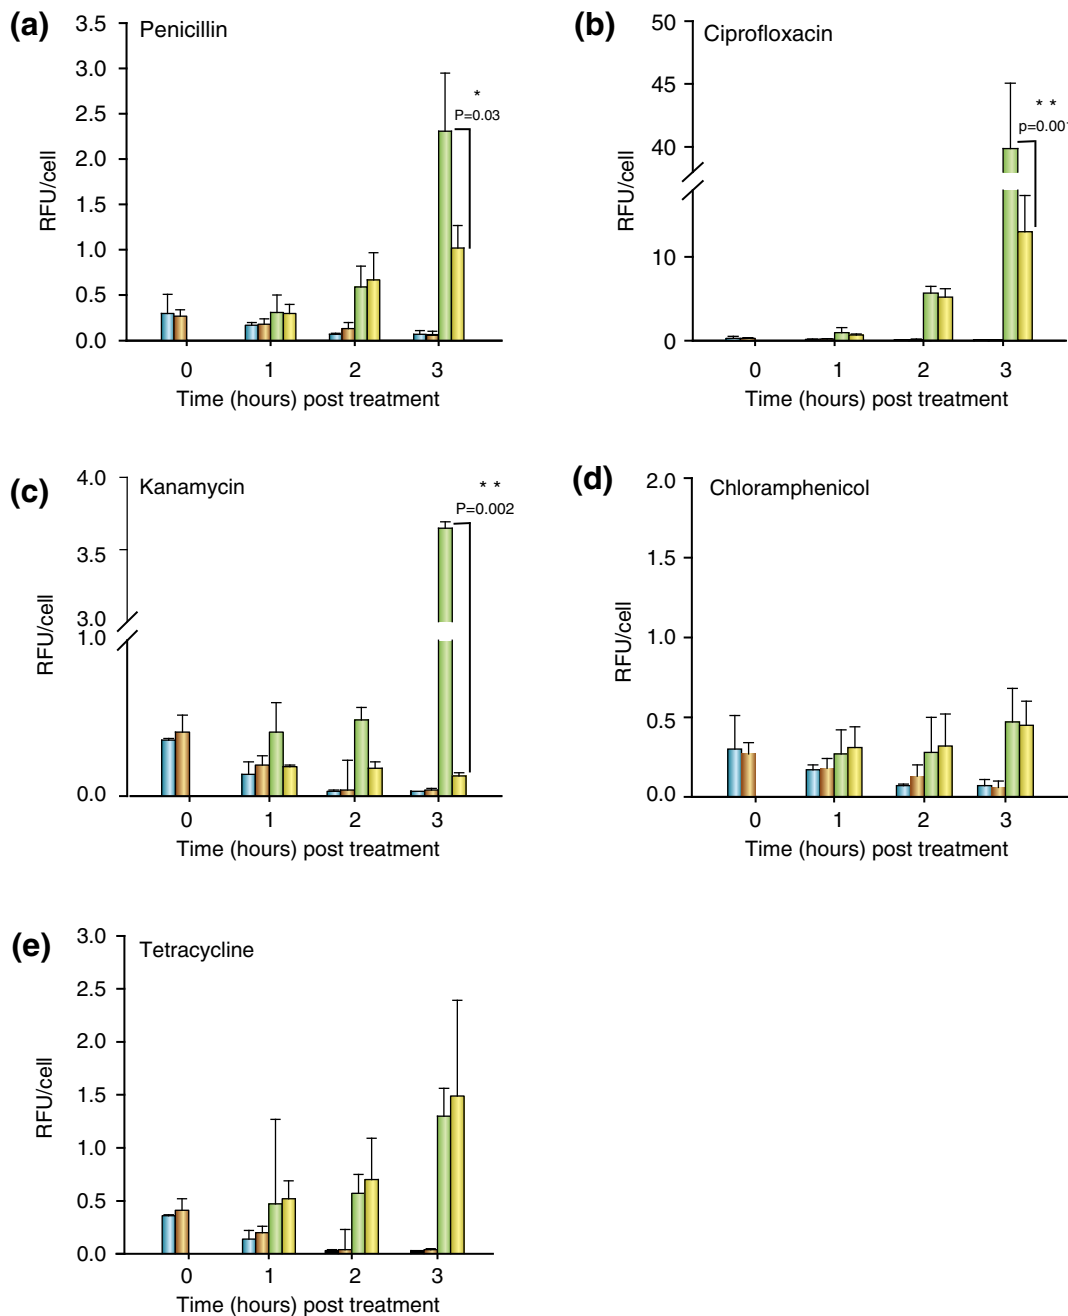 (a)
Penicillin
3.5
3.0
2.5
2.0
1.5
1.0
0.5
0.0
RFU/cell
*
P=0.03
0 1 2 3
Time (hours) post treatment
(b)
Ciprofloxacin
50
45
40
10
0
RFU/cell
* *
p=0.001
0 1 2 3
Time (hours) post treatment
(c)
Kanamycin
4.0
3.5
3.0
1.0
0.0
RFU/cell
* *
P=0.002
0 1 2 3
Time (hours) post treatment
(d)
Chloramphenicol
2.0
1.5
1.0
0.5
0.0
RFU/cell
0 1 2 3
Time (hours) post treatment
(e)
Tetracycline
3.0
2.5
2.0
1.5
1.0
0.5
0.0
RFU/cell
0 1 2 3
Time (hours) post treatment